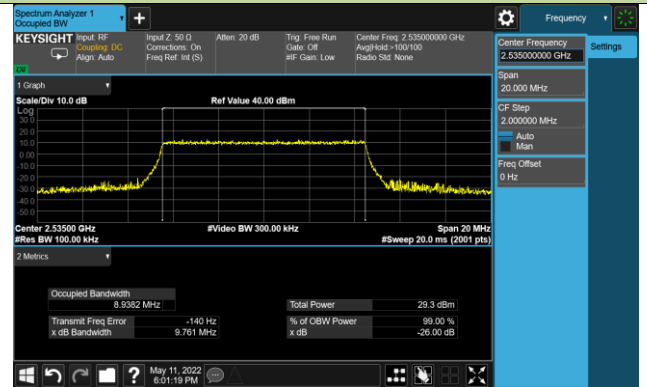 Spectrum Analyzer 1
Occupied BW
Frequency
KEYSIGHT
Input: RF
Coupling: DC
Align: Auto
Input Z: 50 Ω
Corrections: On
Freq Ref: Int (S)
Atten: 20 dB
Trig: Free Run
Gate: Off
#IF Gain: Low
Center Freq: 2.535000000 GHz
Avg|Hold:>100/100
Radio Std: None
LXI
1 Graph
Scale/Div 10.0 dB
Ref Value 40.00 dBm
Log
30.0
20.0
10.0
0.00
-10.0
-20.0
-30.0
-40.0
-50.0
Center 2.53500 GHz
#Video BW 300.00 kHz
Span 20 MHz
#Res BW 100.00 kHz
#Sweep 20.0 ms (2001 pts)
2 Metrics
Occupied Bandwidth
8.9382 MHz
Transmit Freq Error -140 Hz
x dB Bandwidth 9.761 MHz
Total Power 29.3 dBm
% of OBW Power 99.00 %
x dB -26.00 dB
Center Frequency
2.535000000 GHz
Settings
Span
20.000 MHz
CF Step
2.000000 MHz
Auto
Man
Freq Offset
0 Hz
?
May 11, 2022
6:01:19 PM